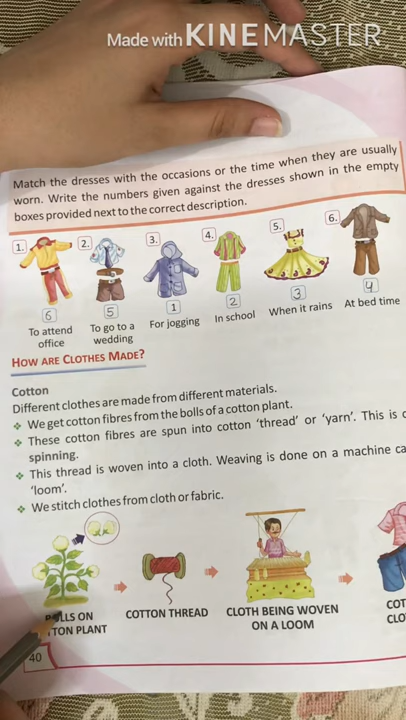 Made with KINEMASTER
Match the dresses with the occasions or the time when they are usually
worn. Write the numbers given against the dresses shown in the empty
boxes provided next to the correct description.
1. 2. 3. 4. 5. 6.
6 5 1 2 3 4
To attend office
To go to a wedding
For jogging
In school
When it rains
At bed time
HOW ARE CLOTHES MADE?
Cotton
Different clothes are made from different materials.
❖ We get cotton fibres from the bolls of a cotton plant.
❖ These cotton fibres are spun into cotton 'thread' or 'yarn'. This is
spinning.
❖ This thread is woven into a cloth. Weaving is done on a machine
'loom'.
❖ We stitch clothes from cloth or fabric.
ON
PLANT
COTTON THREAD
CLOTH BEING WOVEN
ON A LOOM
40